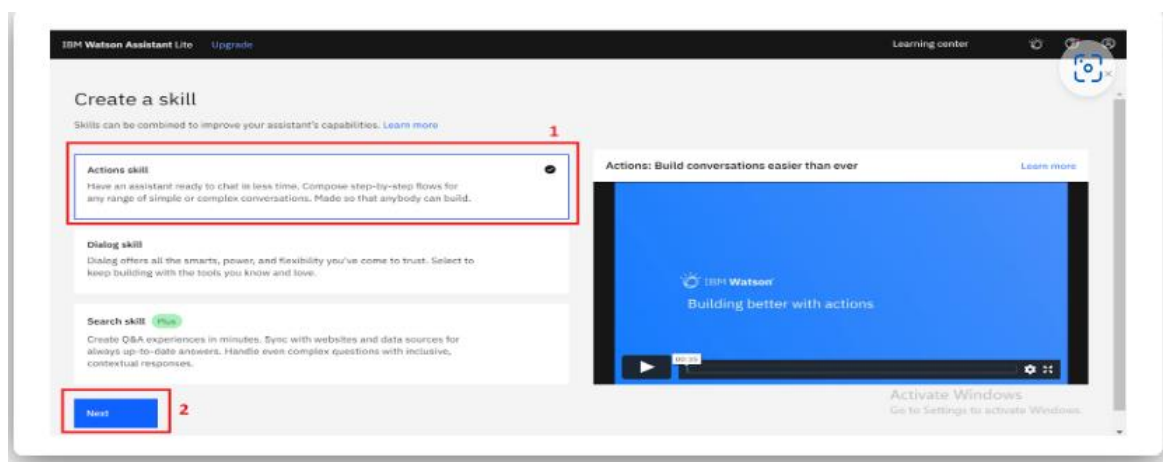 IBM Watson Assistant Lite Upgrade Learning center
Create a skill
Skills can be combined to improve your assistant's capabilities. Learn more
1
Actions skill
Have an assistant ready to chat in less time. Compose step-by-step flows for
any range of simple or complex conversations. Made so that anybody can build.
Dialog skill
Dialog offers all the smarts, power, and flexibility you've come to trust. Select to
keep building with the tools you know and love.
Search skill Plus
Create Q&A experiences in minutes. Sync with websites and data sources for
always up-to-date answers. Handle even complex questions with inclusive,
contextual responses.
Next
2
Actions: Build conversations easier than ever Learn more
IBM Watson
Building better with actions
Activate Windows
Go to Settings to activate Windows.